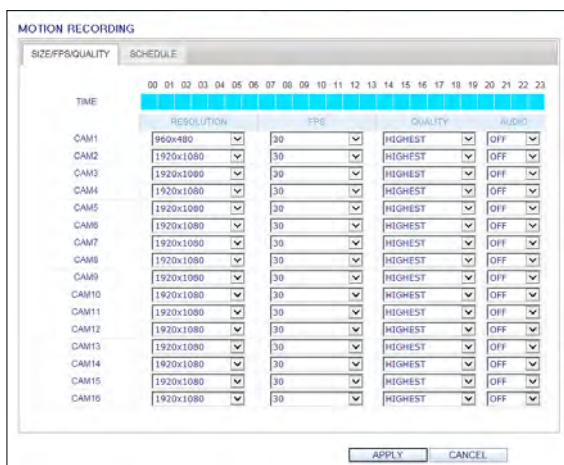 MOTION RECORDING
SIZE/FPS/QUALITY SCHEDULE
00 01 02 03 04 05 06 07 08 09 10 11 12 13 14 15 16 17 18 19 20 21 22 23
TIME
RESOLUTION FPS QUALITY AUDIO
CAM1 960x480 30 HIGHEST OFF
CAM2 1920x1080 30 HIGHEST OFF
CAM3 1920x1080 30 HIGHEST OFF
CAM4 1920x1080 30 HIGHEST OFF
CAM5 1920x1080 30 HIGHEST OFF
CAM6 1920x1080 30 HIGHEST OFF
CAM7 1920x1080 30 HIGHEST OFF
CAM8 1920x1080 30 HIGHEST OFF
CAM9 1920x1080 30 HIGHEST OFF
CAM10 1920x1080 30 HIGHEST OFF
CAM11 1920x1080 30 HIGHEST OFF
CAM12 1920x1080 30 HIGHEST OFF
CAM13 1920x1080 30 HIGHEST OFF
CAM14 1920x1080 30 HIGHEST OFF
CAM15 1920x1080 30 HIGHEST OFF
CAM16 1920x1080 30 HIGHEST OFF
APPLY CANCEL